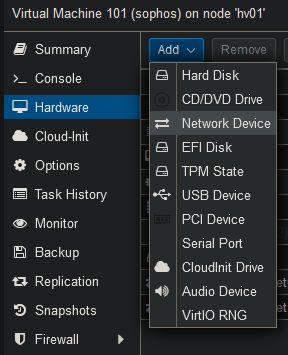 Virtual Machine 101 (sophos) on node 'hv01'
Summary
Add
Remove
Console
Hard Disk
CD/DVD Drive
Hardware
Network Device
Cloud-Init
EFI Disk
Options
TPM State
Task History
USB Device
Monitor
PCI Device
Serial Port
Backup
CloudInit Drive
Replication
Audio Device
Snapshots
VirtIO RNG
Firewall